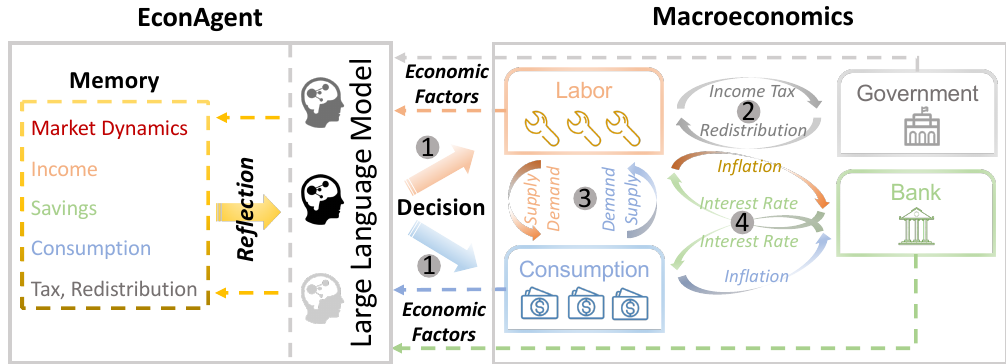 EconAgent
Memory
Market Dynamics
Income
Savings
Consumption
Tax, Redistribution
Reflection
Large Language Model
Economic
Factors
1
Decision
1
Economic
Factors
Macroeconomics
Labor
Supply
Demand
3
Demand
Supply
Consumption
Income Tax
2
Redistribution
Inflation
Interest Rate
4
Interest Rate
Inflation
Government
Bank